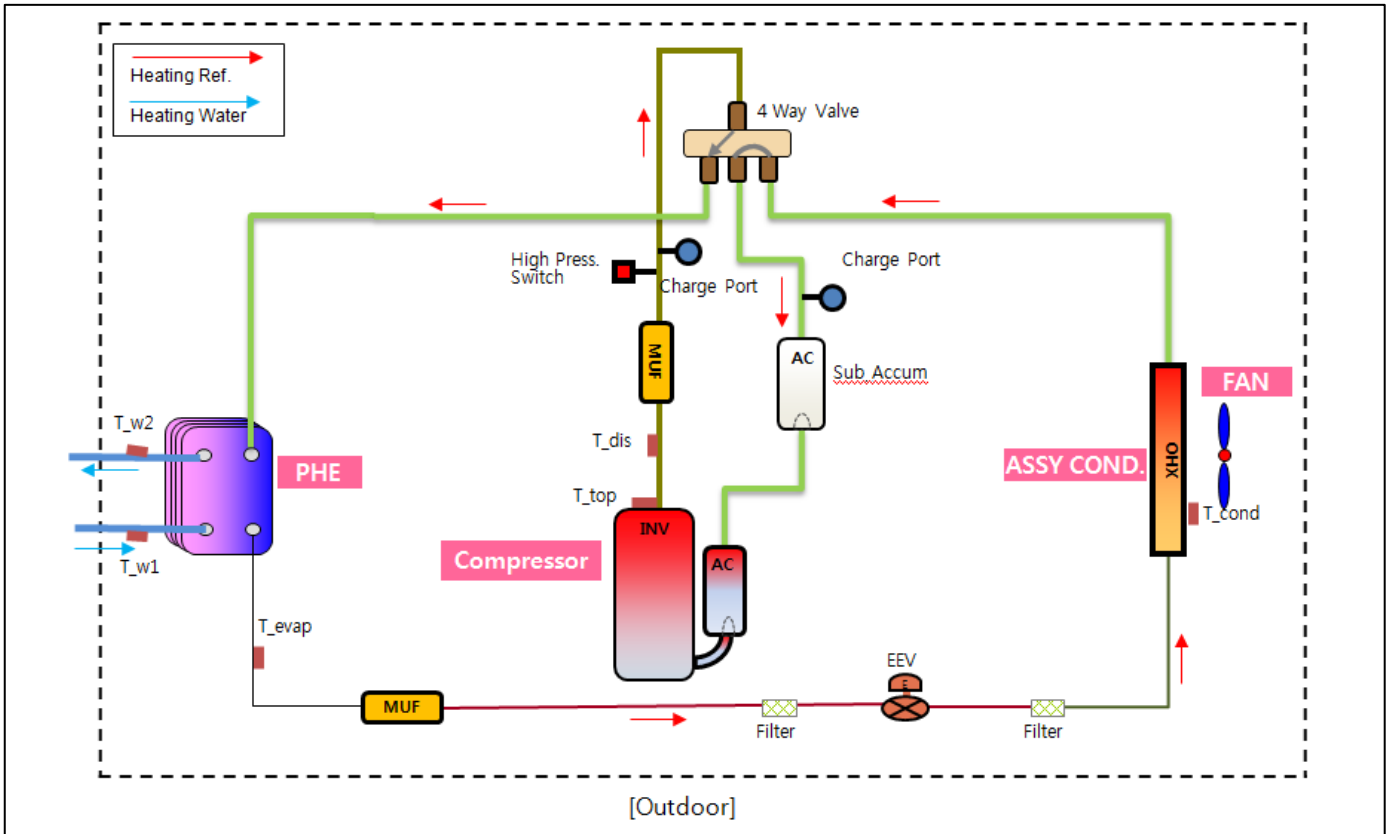 Heating Ref.
Heating Water
4 Way Valve
High Press.
Switch
Charge Port
Charge Port
MUF
AC
Sub Accum
FAN
T_w2
PHE
T_dis
ASSY COND.
OHX
T_top
T_cond
INV
Compressor
AC
T_w1
T_evap
EEV
E
MUF
Filter
Filter
[Outdoor]